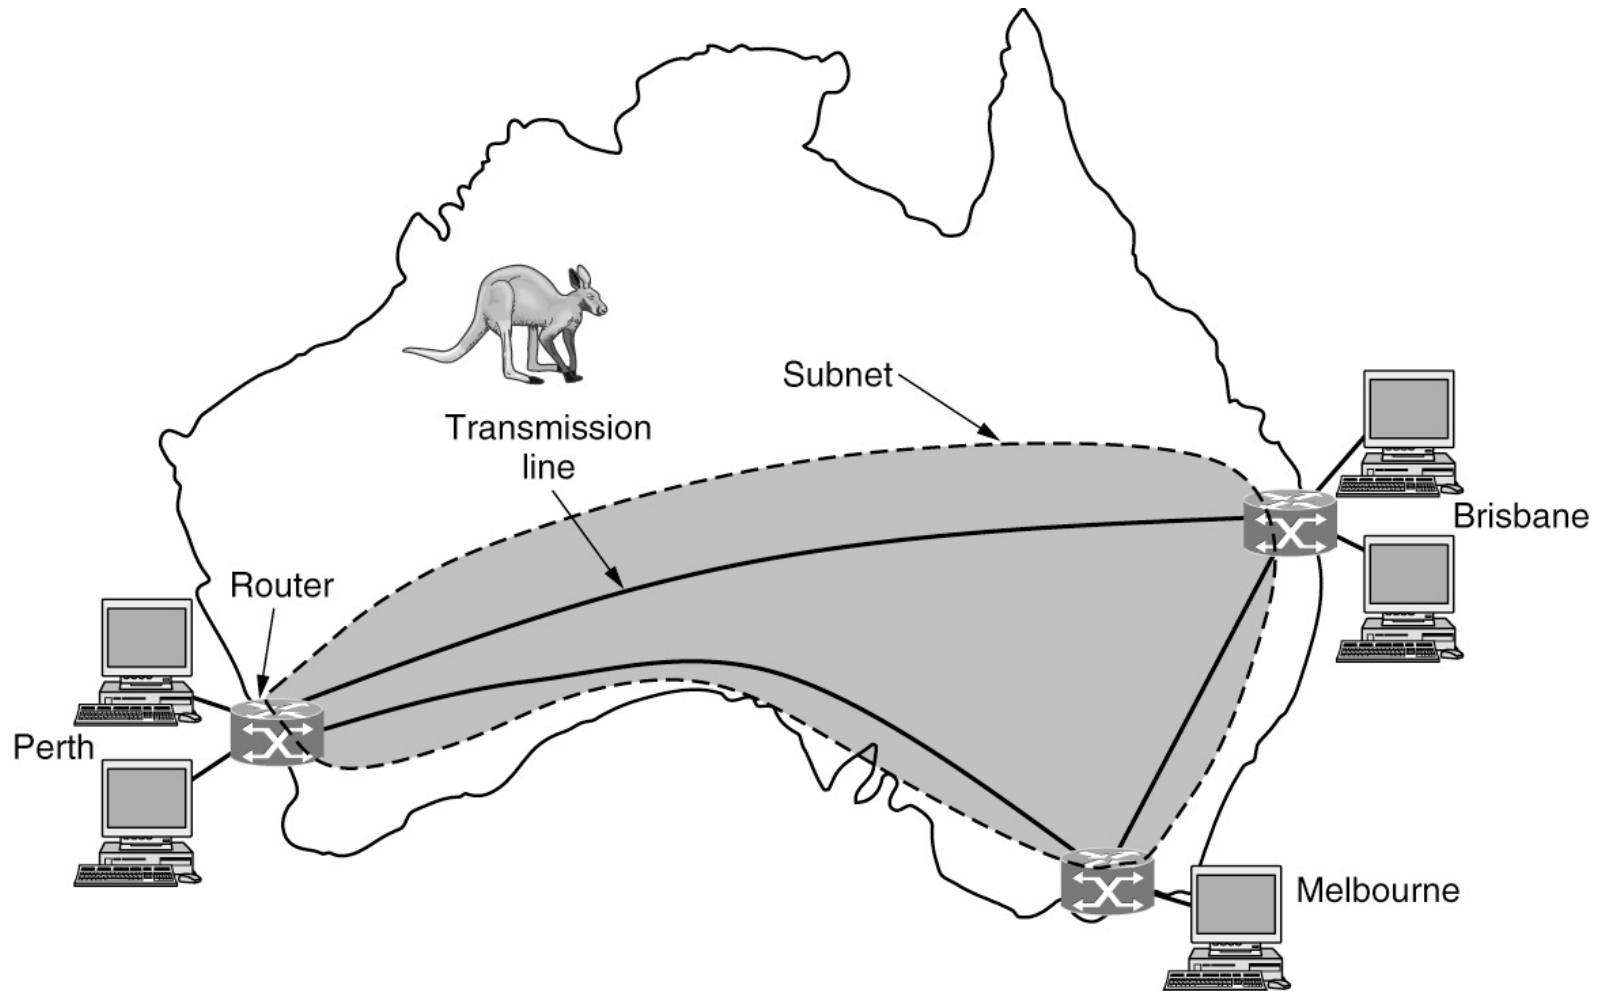 Subnet
Transmission
line
Brisbane
Router
Perth
Melbourne